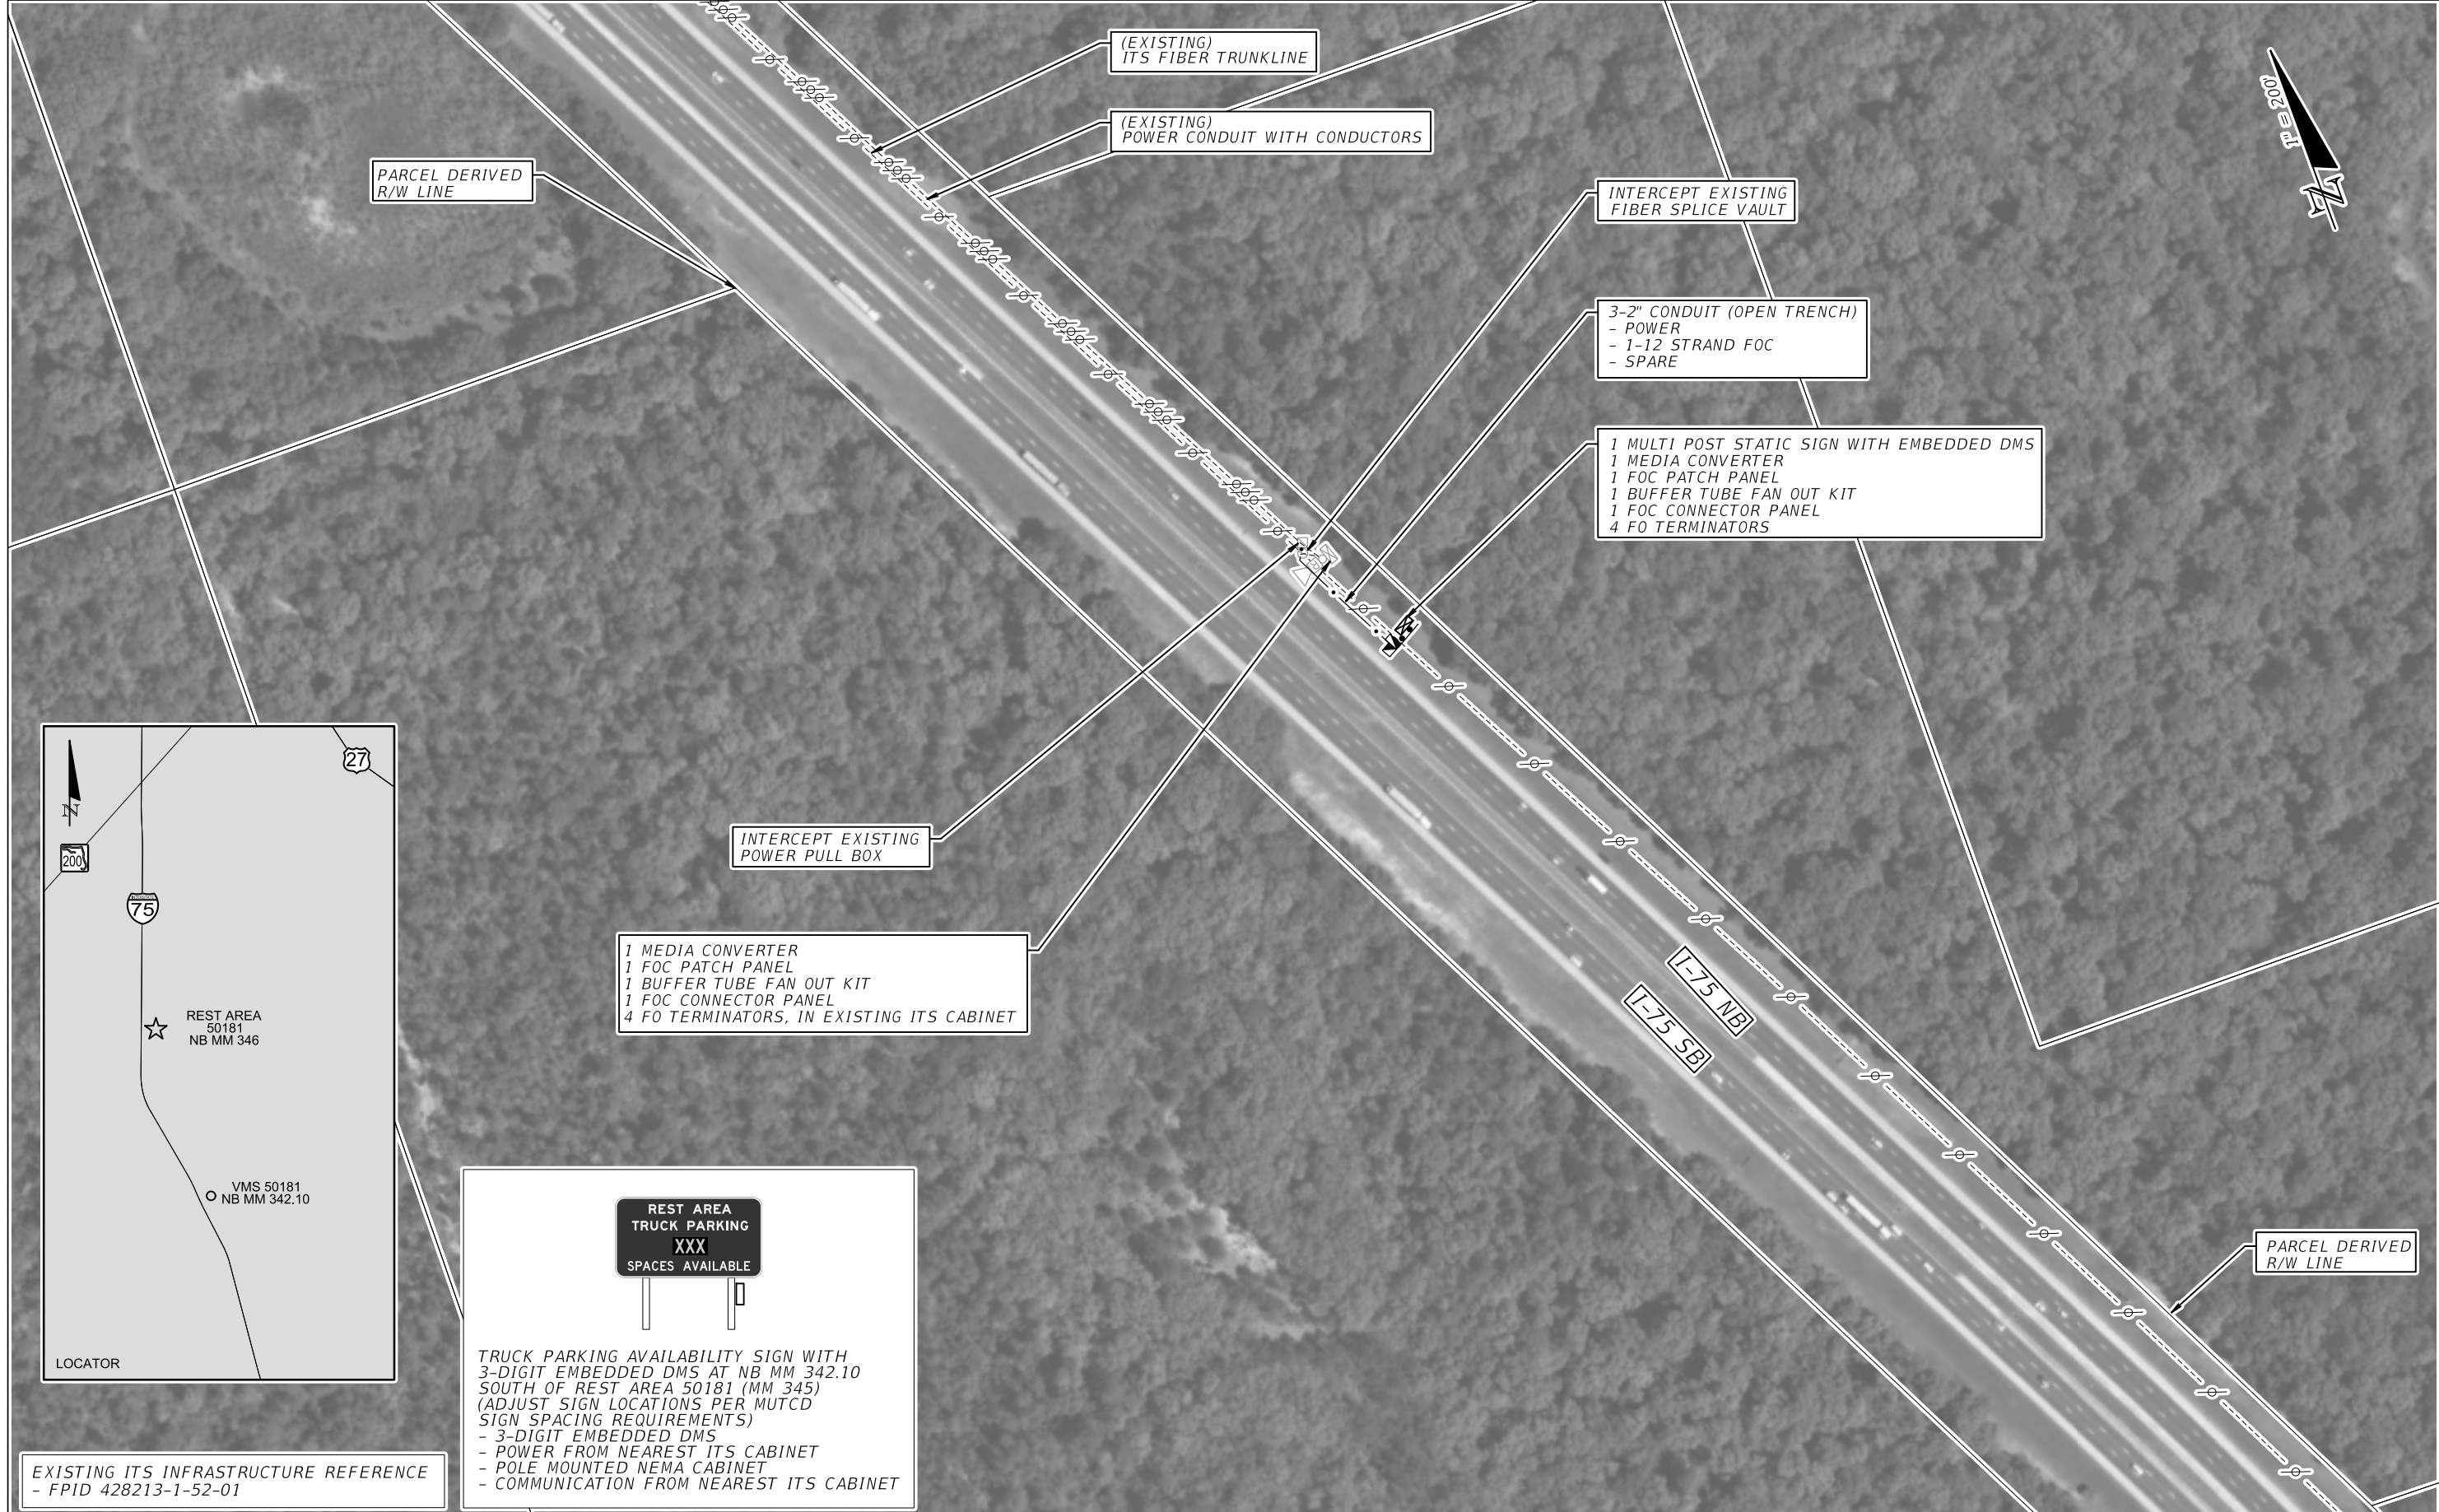 (EXISTING)
ITS FIBER TRUNKLINE
(EXISTING)
POWER CONDUIT WITH CONDUCTORS
PARCEL DERIVED
R/W LINE
1" = 200'
N
INTERCEPT EXISTING
FIBER SPLICE VAULT
3-2" CONDUIT (OPEN TRENCH)
- POWER
- 1-12 STRAND FOC
- SPARE
1 MULTI POST STATIC SIGN WITH EMBEDDED DMS
1 MEDIA CONVERTER
1 FOC PATCH PANEL
1 BUFFER TUBE FAN OUT KIT
1 FOC CONNECTOR PANEL
4 FO TERMINATORS
INTERCEPT EXISTING
POWER PULL BOX
1 MEDIA CONVERTER
1 FOC PATCH PANEL
1 BUFFER TUBE FAN OUT KIT
1 FOC CONNECTOR PANEL
4 FO TERMINATORS, IN EXISTING ITS CABINET
I-75 NB
I-75 SB
PARCEL DERIVED
R/W LINE
27
N
200
75
REST AREA
50181
NB MM 346
VMS 50181
NB MM 342.10
LOCATOR
REST AREA
TRUCK PARKING
XXX
SPACES AVAILABLE
TRUCK PARKING AVAILABILITY SIGN WITH
3-DIGIT EMBEDDED DMS AT NB MM 342.10
SOUTH OF REST AREA 50181 (MM 345)
(ADJUST SIGN LOCATIONS PER MUTCD
SIGN SPACING REQUIREMENTS)
- 3-DIGIT EMBEDDED DMS
- POWER FROM NEAREST ITS CABINET
- POLE MOUNTED NEMA CABINET
- COMMUNICATION FROM NEAREST ITS CABINET
EXISTING ITS INFRASTRUCTURE REFERENCE
- FPID 428213-1-52-01